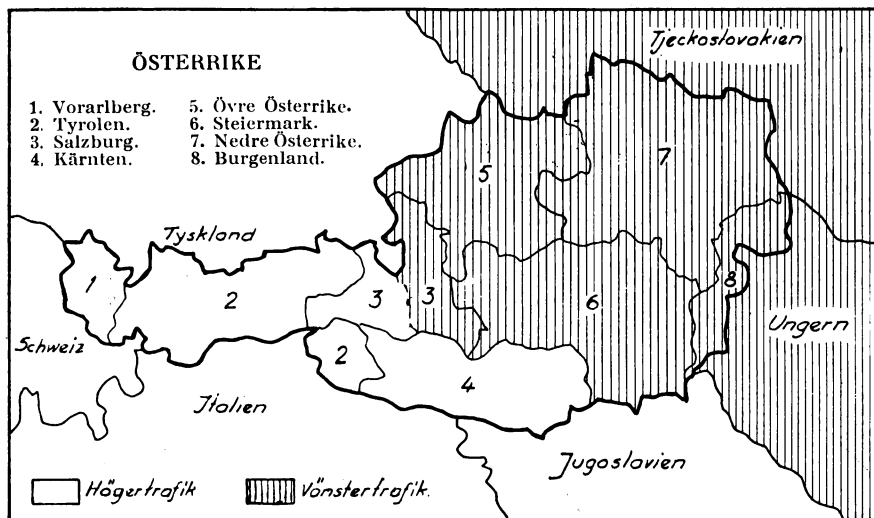 ÖSTERRIKE
1. Vorarlberg.
2. Tyrolen.
3. Salzburg.
4. Kärnten.
5. Övre Österrike.
6. Steiermark.
7. Nedre Österrike.
8. Burgenland.
Tjeckoslovakien
5
7
Tyskland
1
2
3
3
6
8
Schweiz
2
4
Ungern
Italien
Jugoslavien
Högertrafik
Vänstertrafik.